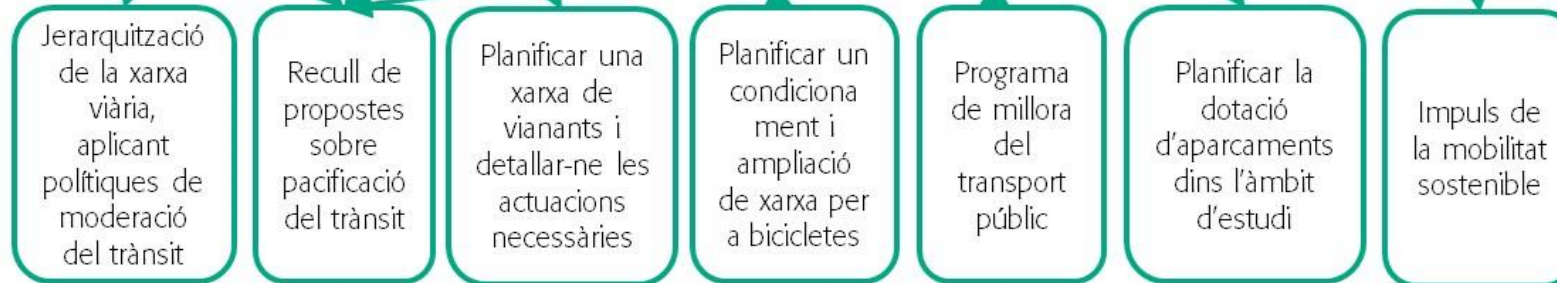 Jerarquització
de la xarxa
viària,
aplicant
polítiques de
moderació
del trànsit
Recull de
propostes
sobre
pacificació
del trànsit
Planificar una
xarxa de
vianants i
detallar-ne les
actuacions
necessàries
Planificar un
condiciona
ment i
ampliació
de xarxa per
a bicicletes
Programa
de millora
del
transport
públic
Planificar la
dotació
d'aparcaments
dins l'àmbit
d'estudi
Impuls de
la mobilitat
sostenible